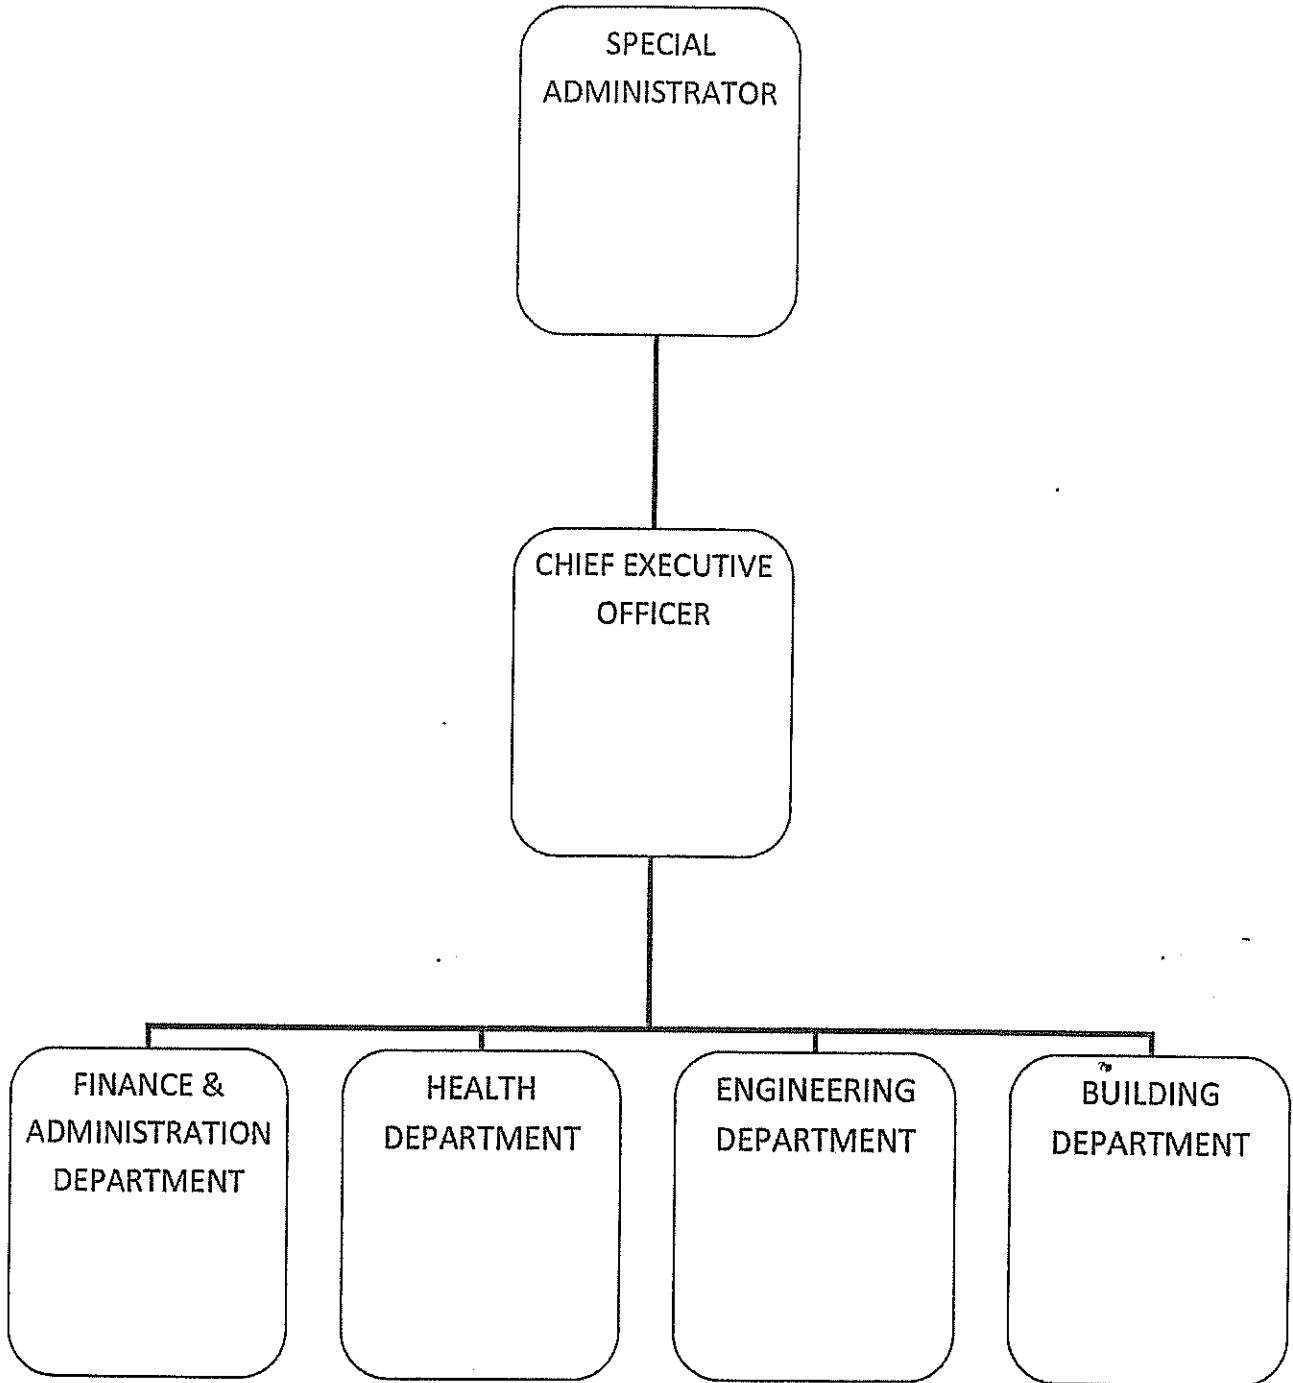 SPECIAL
ADMINISTRATOR
CHIEF EXECUTIVE
OFFICER
FINANCE &
ADMINISTRATION
DEPARTMENT
HEALTH
DEPARTMENT
ENGINEERING
DEPARTMENT
BUILDING
DEPARTMENT